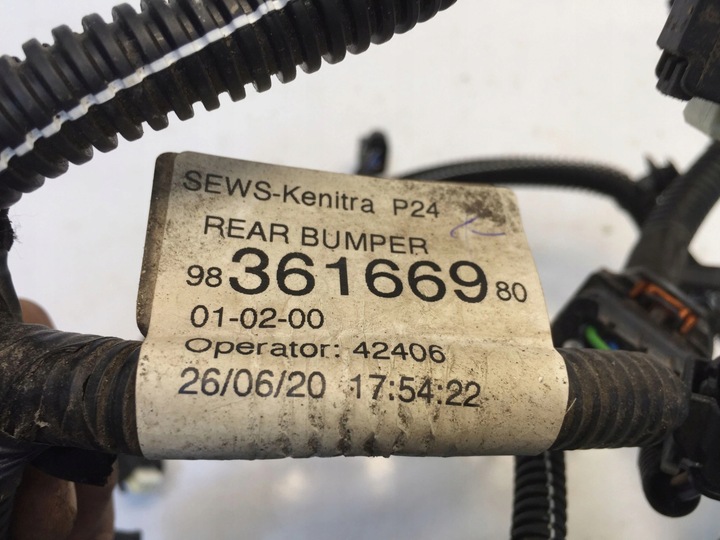 SEWS-Kenitra P24
REAR BUMPER
98 361669 80
01-02-00
Operator: 42406
26/06/20 17:54:22